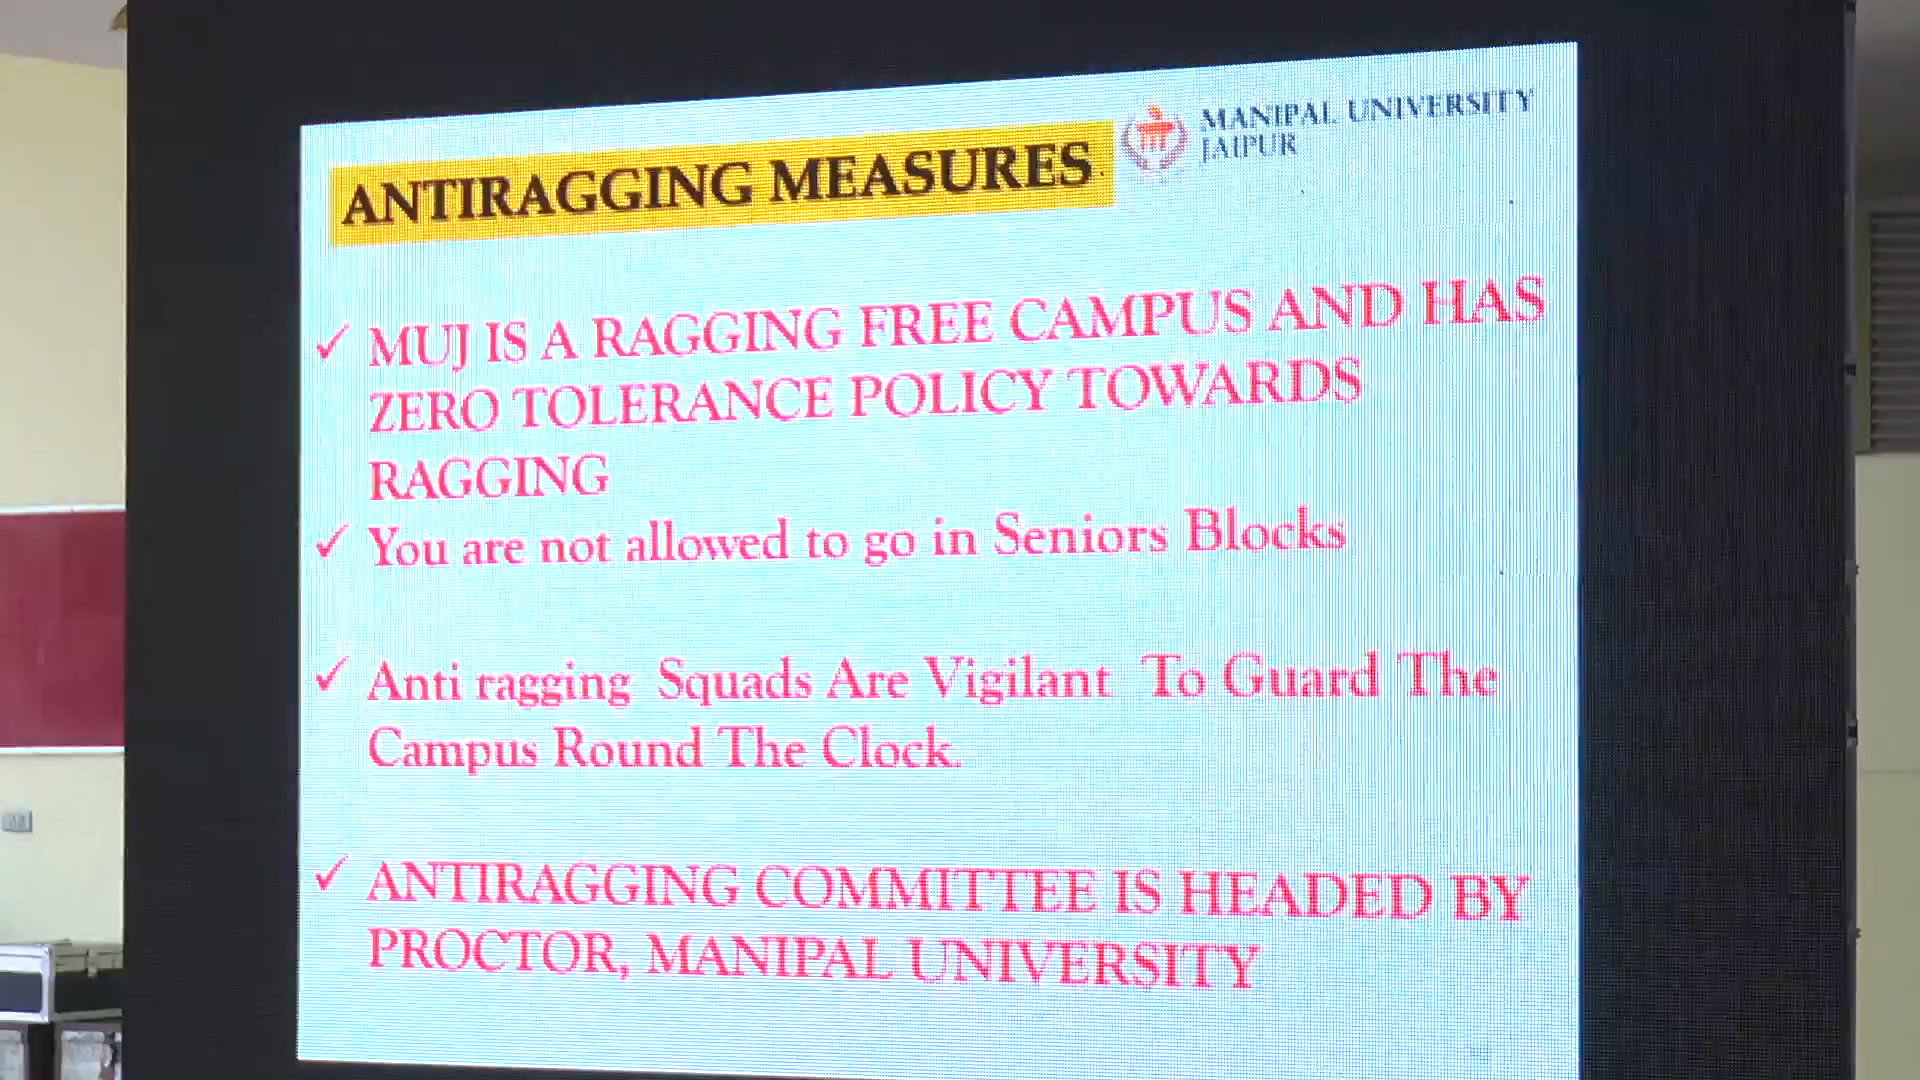 MANIPAL UNIVERSITY
JAIPUR
ANTIRAGGING MEASURES.
✓ MUJ IS A RAGGING FREE CAMPUS AND HAS
ZERO TOLERANCE POLICY TOWARDS
RAGGING
✓ You are not allowed to go in Seniors Blocks
✓ Anti ragging Squads Are Vigilant To Guard The
Campus Round The Clock.
✓ ANTIRAGGING COMMITTEE IS HEADED BY
PROCTOR, MANIPAL UNIVERSITY